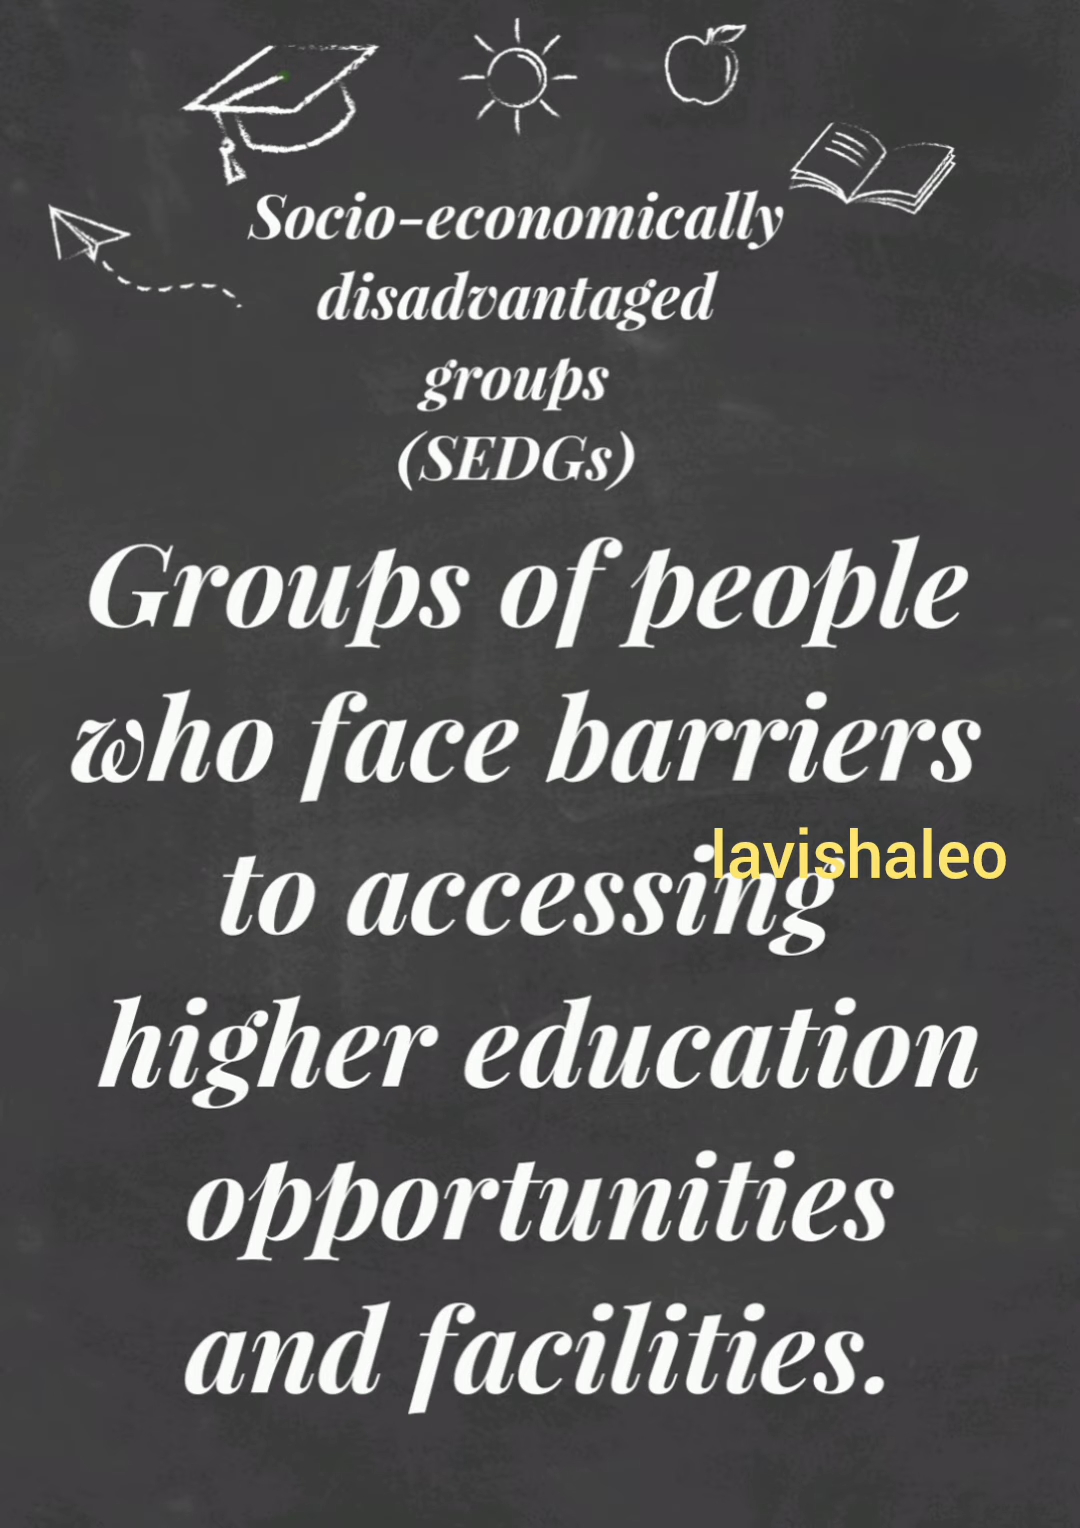 Socio-economically
disadvantaged
groups
(SEDGs)
Groups of people
who face barriers
lavishaleo
to accessing
higher education
opportunities
and facilities.